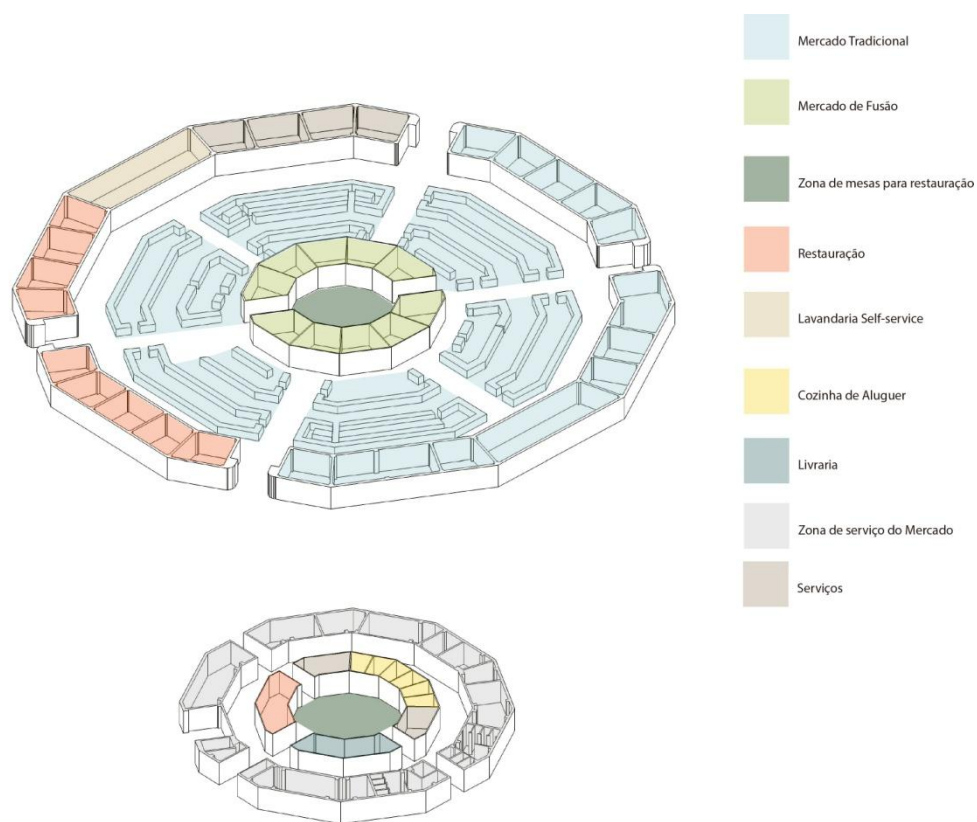 Mercado Tradicional
Mercado de Fusão
Zona de mesas para restauração
Restauração
Lavandaria Self-service
Cozinha de Aluguer
Livraria
Zona de serviço do Mercado
Serviços